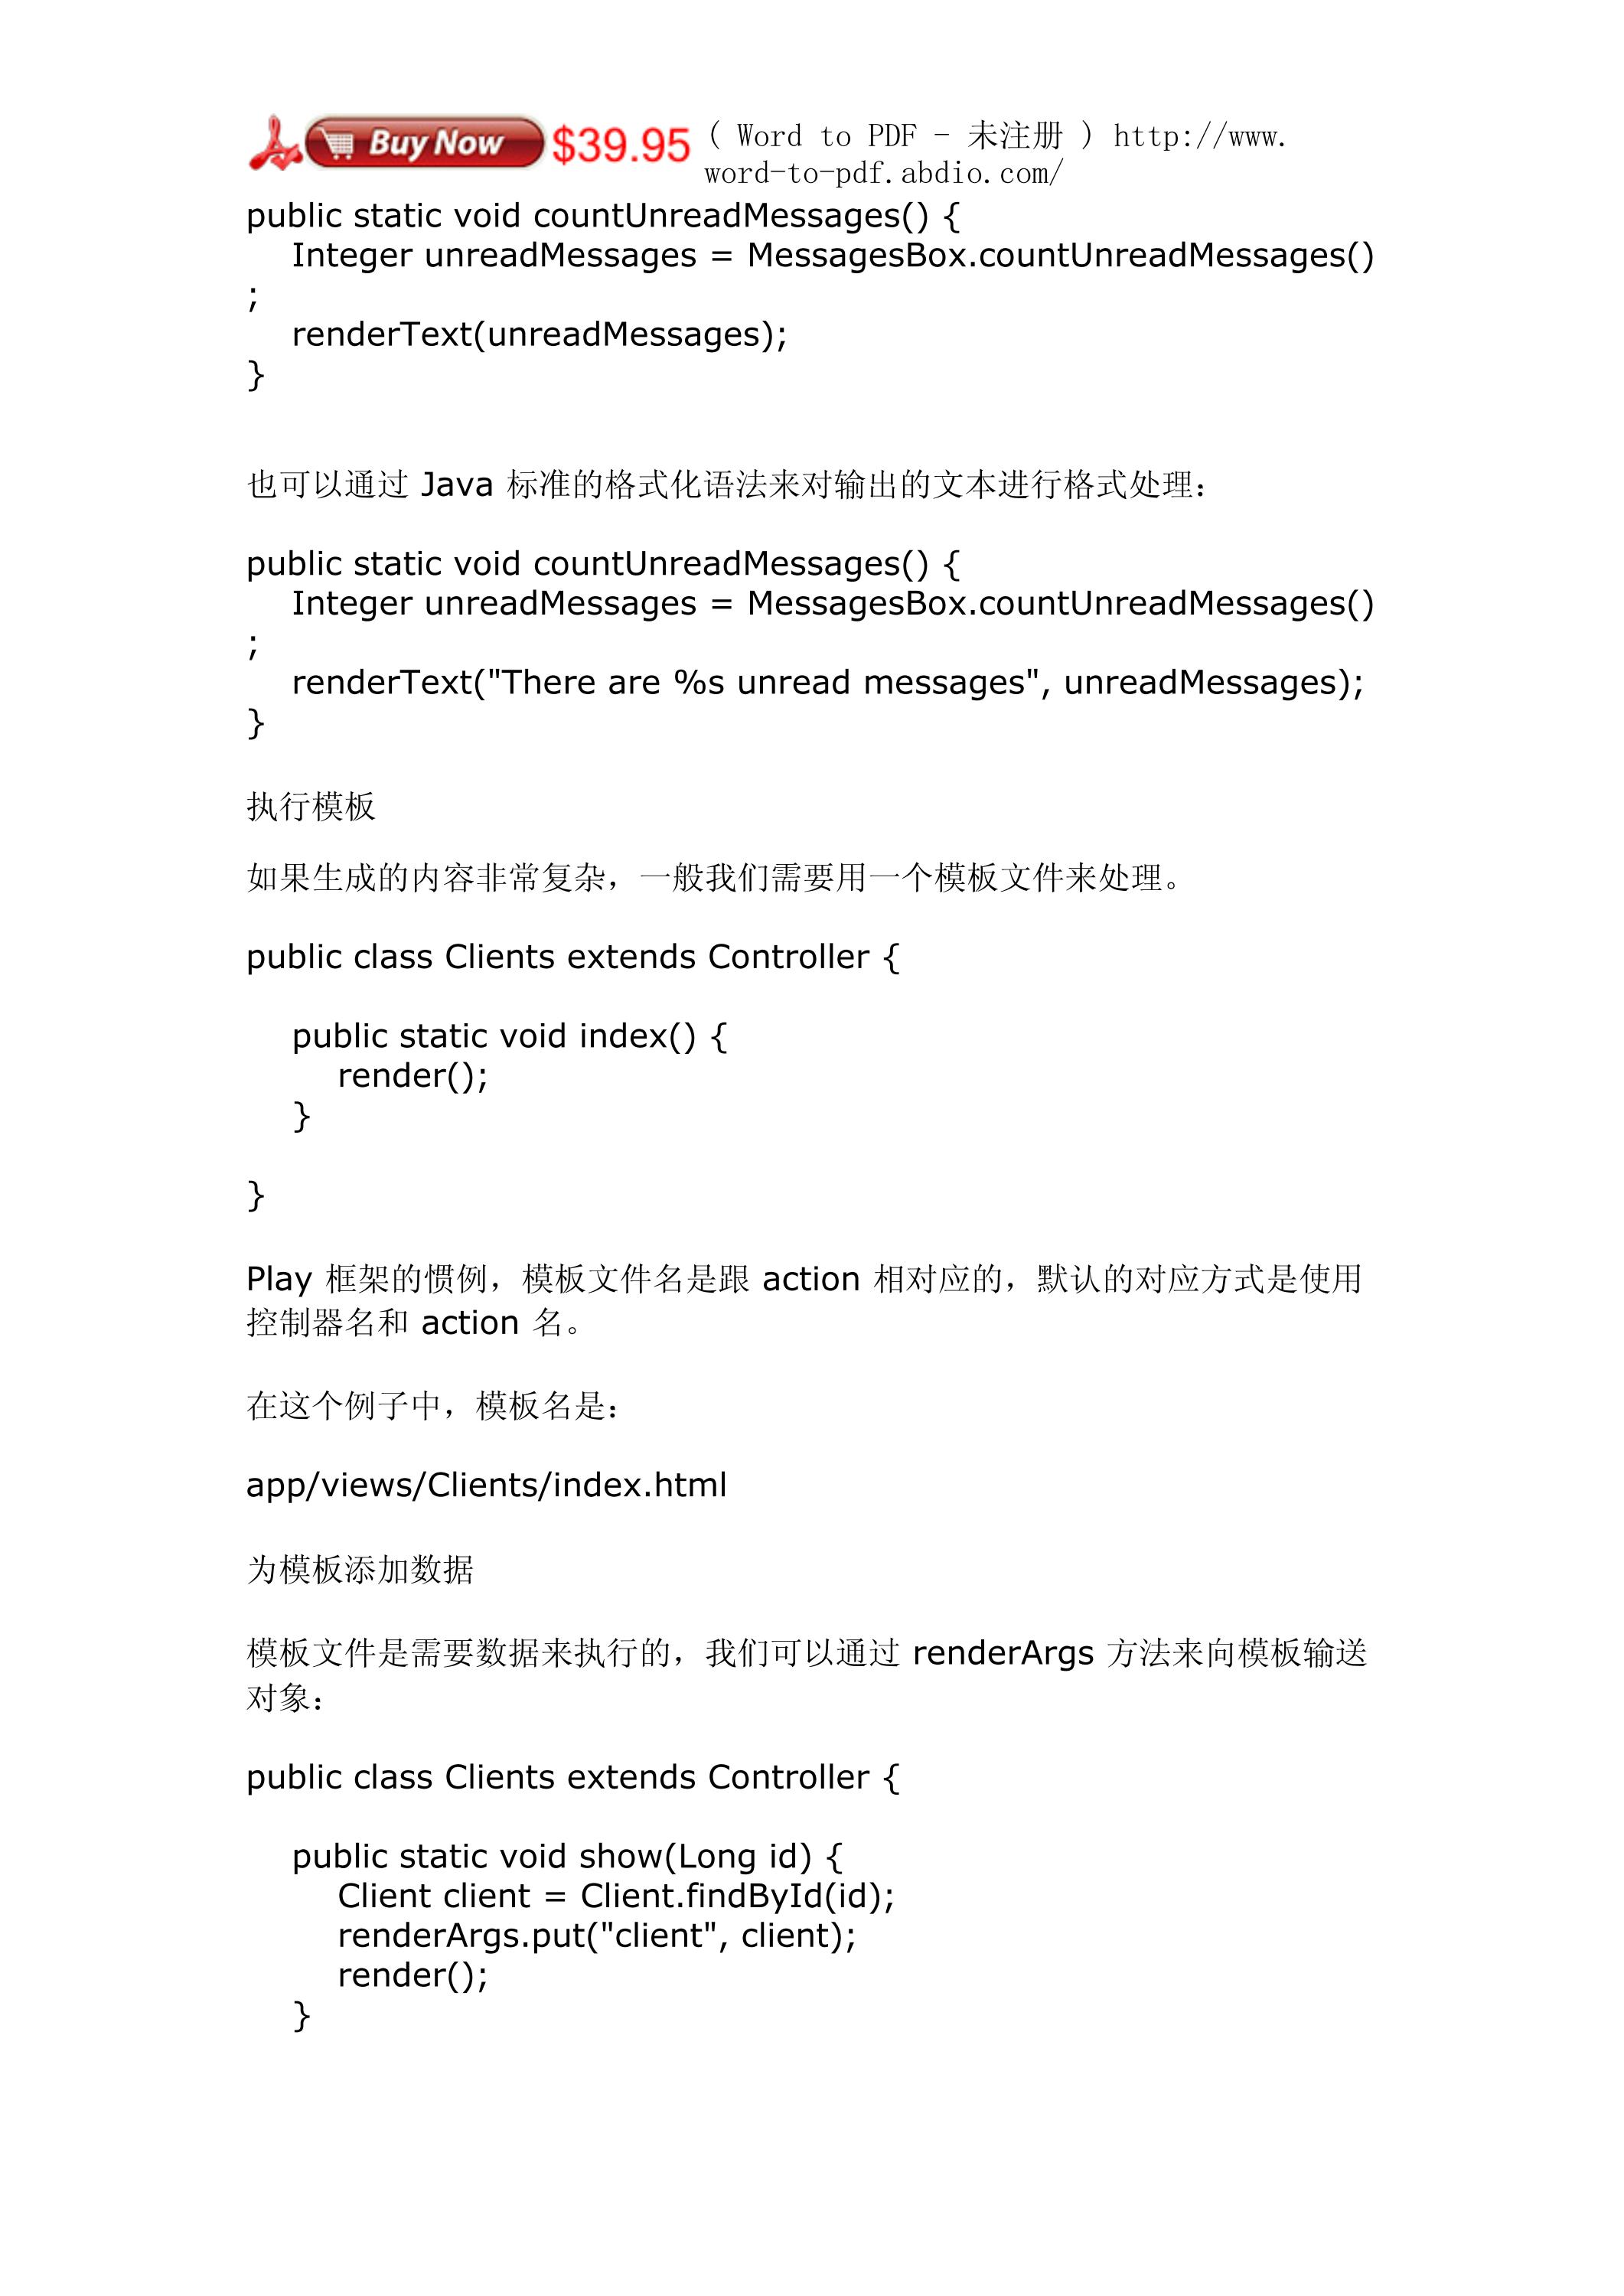 Buy Now $39.95 ( Word to PDF - 未注册 ) http://www.
word-to-pdf.abdio.com/
public static void countUnreadMessages() {
Integer unreadMessages = MessagesBox.countUnreadMessages()
;
renderText(unreadMessages);
}
也可以通过 Java 标准的格式化语法来对输出的文本进行格式处理：
public static void countUnreadMessages() {
Integer unreadMessages = MessagesBox.countUnreadMessages()
;
renderText("There are %s unread messages", unreadMessages);
}
执行模板
如果生成的内容非常复杂，一般我们需要用一个模板文件来处理。
public class Clients extends Controller {
public static void index() {
render();
}
}
Play 框架的惯例，模板文件名是跟 action 相对应的，默认的对应方式是使用
控制器名和 action 名。
在这个例子中，模板名是：
app/views/Clients/index.html
为模板添加数据
模板文件是需要数据来执行的，我们可以通过 renderArgs 方法来向模板输送
对象：
public class Clients extends Controller {
public static void show(Long id) {
Client client = Client.findById(id);
renderArgs.put("client", client);
render();
}